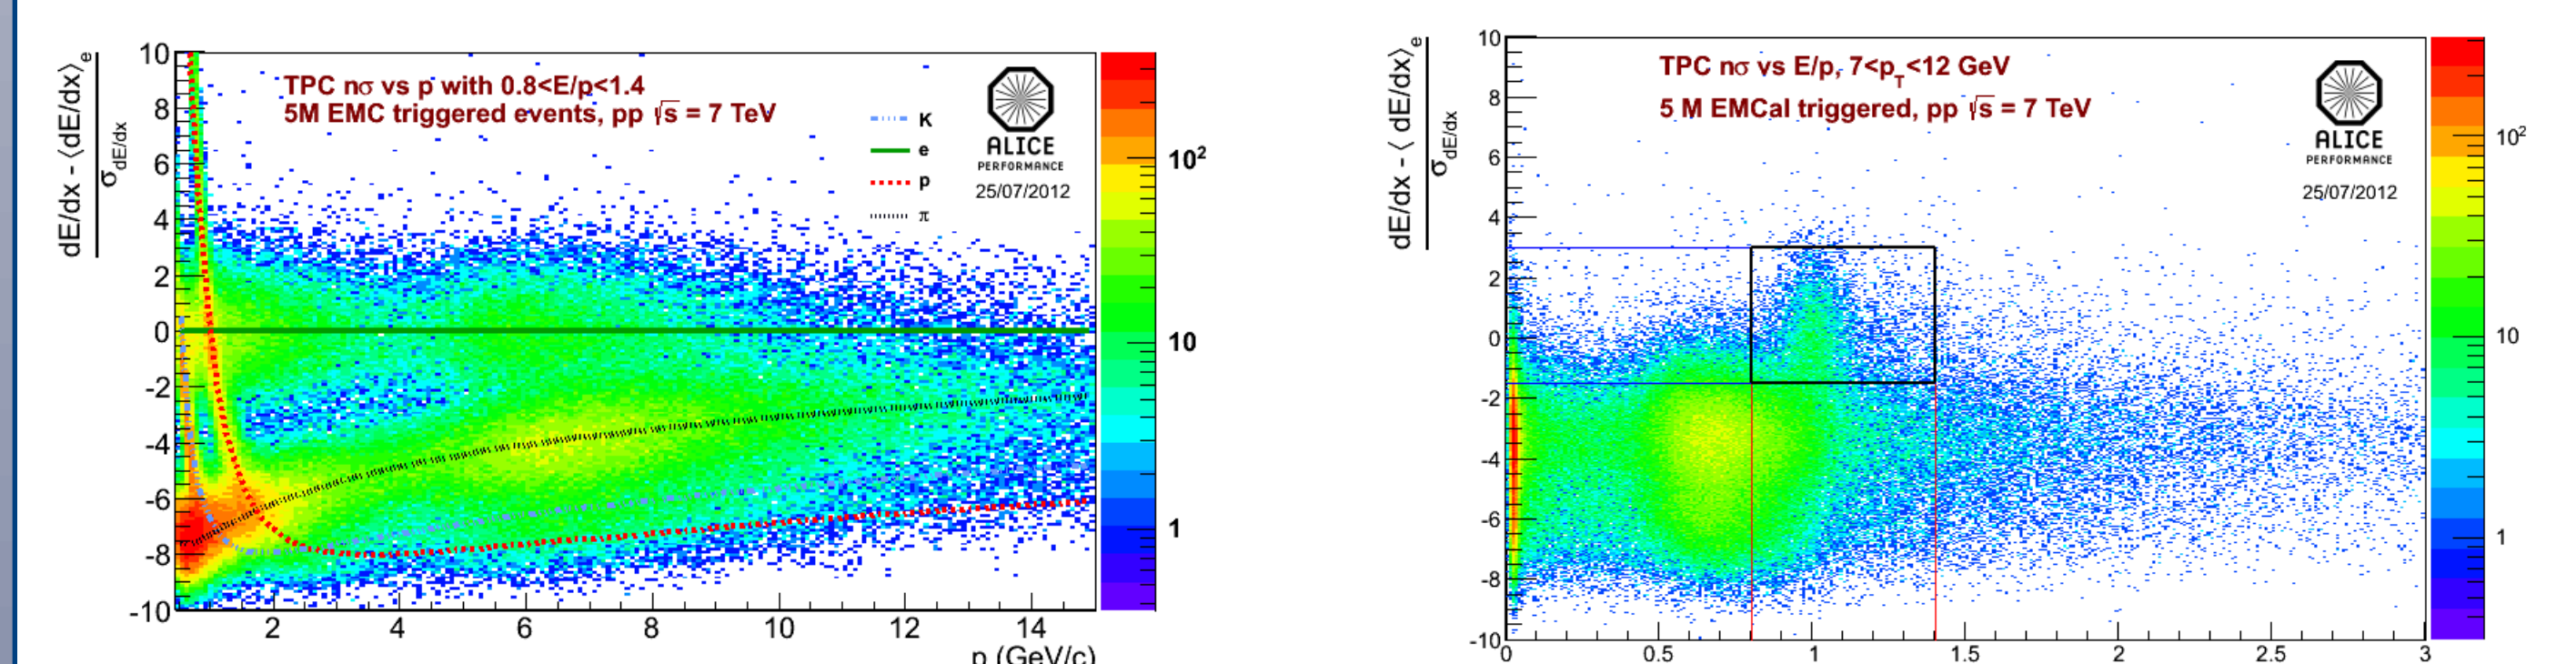 dE/dx - ⟨dE/dx⟩e
σdE/dx
10
8
6
4
2
0
-2
-4
-6
-8
-10
TPC nσ vs p with 0.8<E/p<1.4
5M EMC triggered events, pp √s = 7 TeV
K
e
p
π
ALICE
PERFORMANCE
25/07/2012
2 4 6 8 10 12 14
p (GeV/c)
10²
10
1
dE/dx - ⟨ dE/dx⟩e
σdE/dx
10
8
6
4
2
0
-2
-4
-6
-8
-10
TPC nσ vs E/p, 7<pT<12 GeV
5 M EMCal triggered, pp √s = 7 TeV
ALICE
PERFORMANCE
25/07/2012
0 0.5 1 1.5 2 2.5 3
10²
10
1